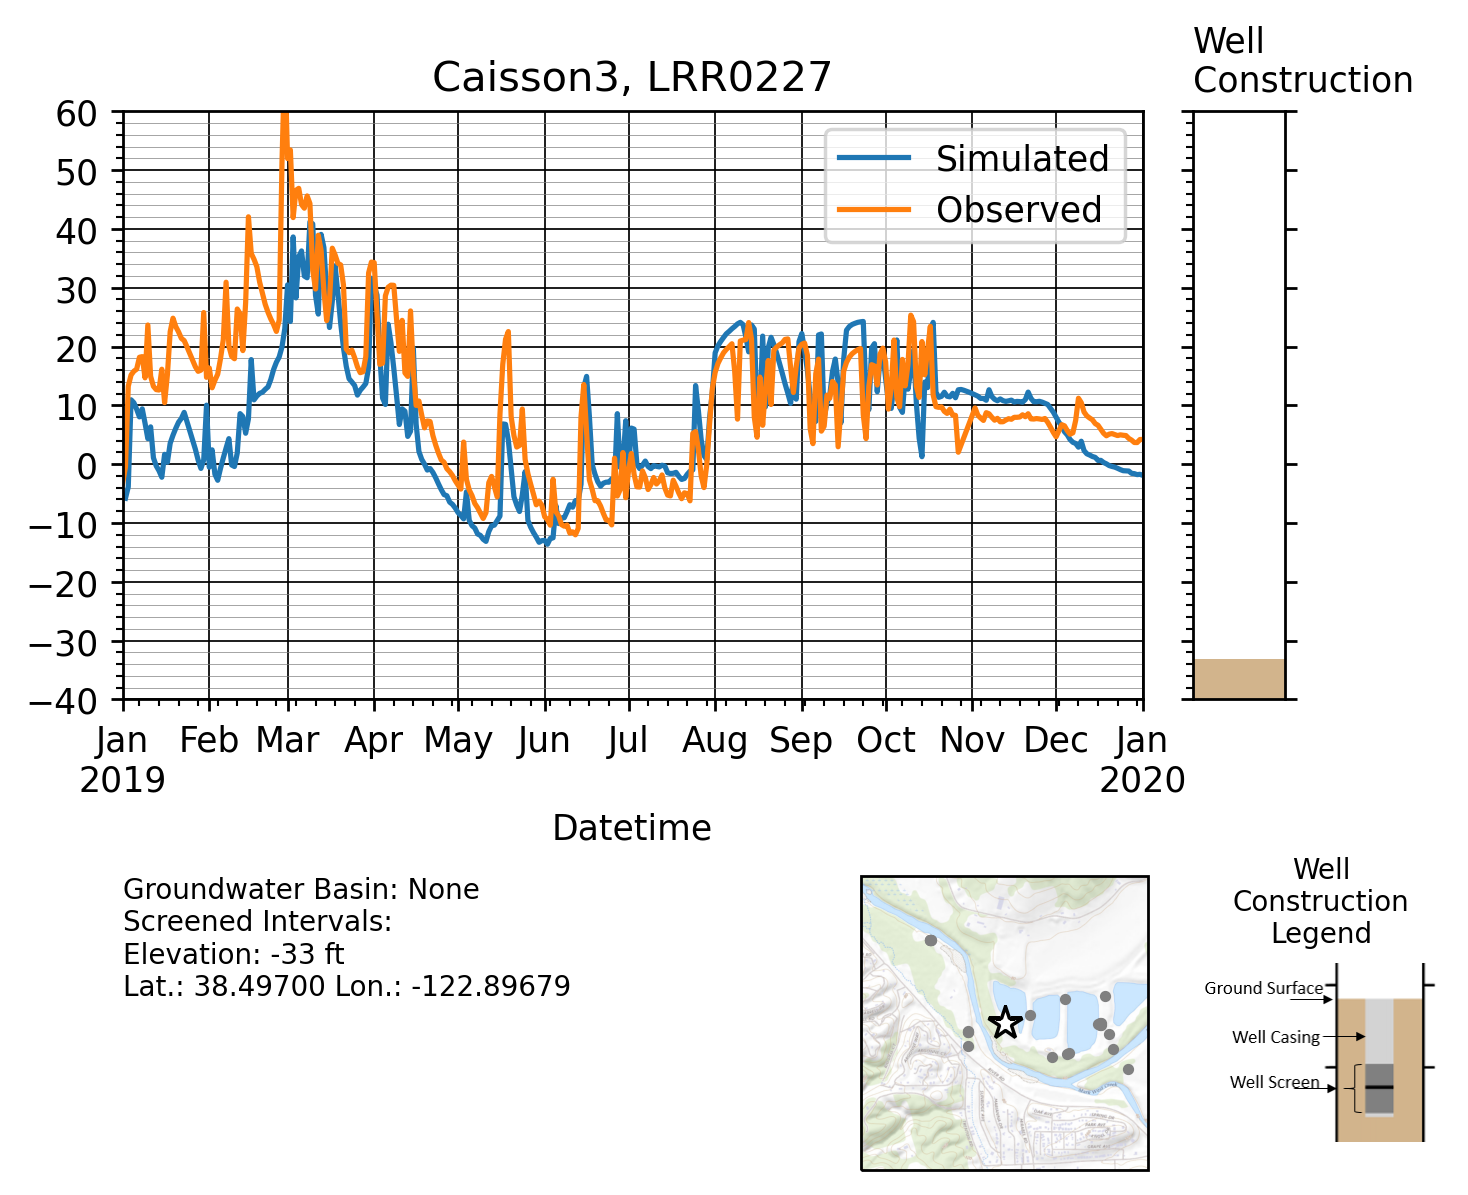 Well
Construction
Caisson3, LRR0227
60
50
40
30
20
10
0
−10
−20
−30
−40
Simulated
Observed
Jan Feb Mar Apr May Jun Jul Aug Sep Oct Nov Dec Jan
2019 2020
Datetime
Groundwater Basin: None
Screened Intervals:
Elevation: -33 ft
Lat.: 38.49700 Lon.: -122.89679
Well
Construction
Legend
Ground Surface
Well Casing
Well Screen